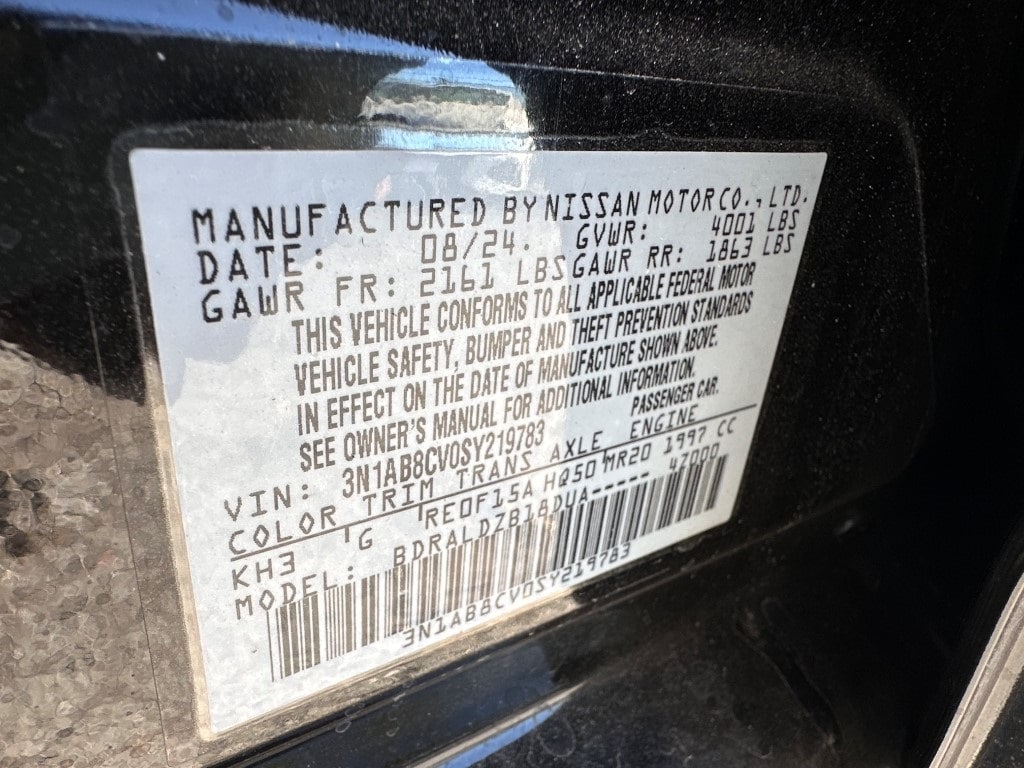 MANUFACTURED BY NISSAN MOTOR CO., LTD.
DATE: 08/24. GVWR: 4001 LBS
GAWR FR: 2161 LBS GAWR RR: 1863 LBS
THIS VEHICLE CONFORMS TO ALL APPLICABLE FEDERAL MOTOR
VEHICLE SAFETY, BUMPER AND THEFT PREVENTION STANDARDS
IN EFFECT ON THE DATE OF MANUFACTURE SHOWN ABOVE.
SEE OWNER'S MANUAL FOR ADDITIONAL INFORMATION.
VIN: 3N1AB8CV0SY219783 PASSENGER CAR.
COLOR TRIM TRANS AXLE ENGINE
KH3 G RE0F15A HQ50 MR20 1997 CC
MODEL: BDRALDZB18DUA----- 47000
3N1AB8CV0SY219783